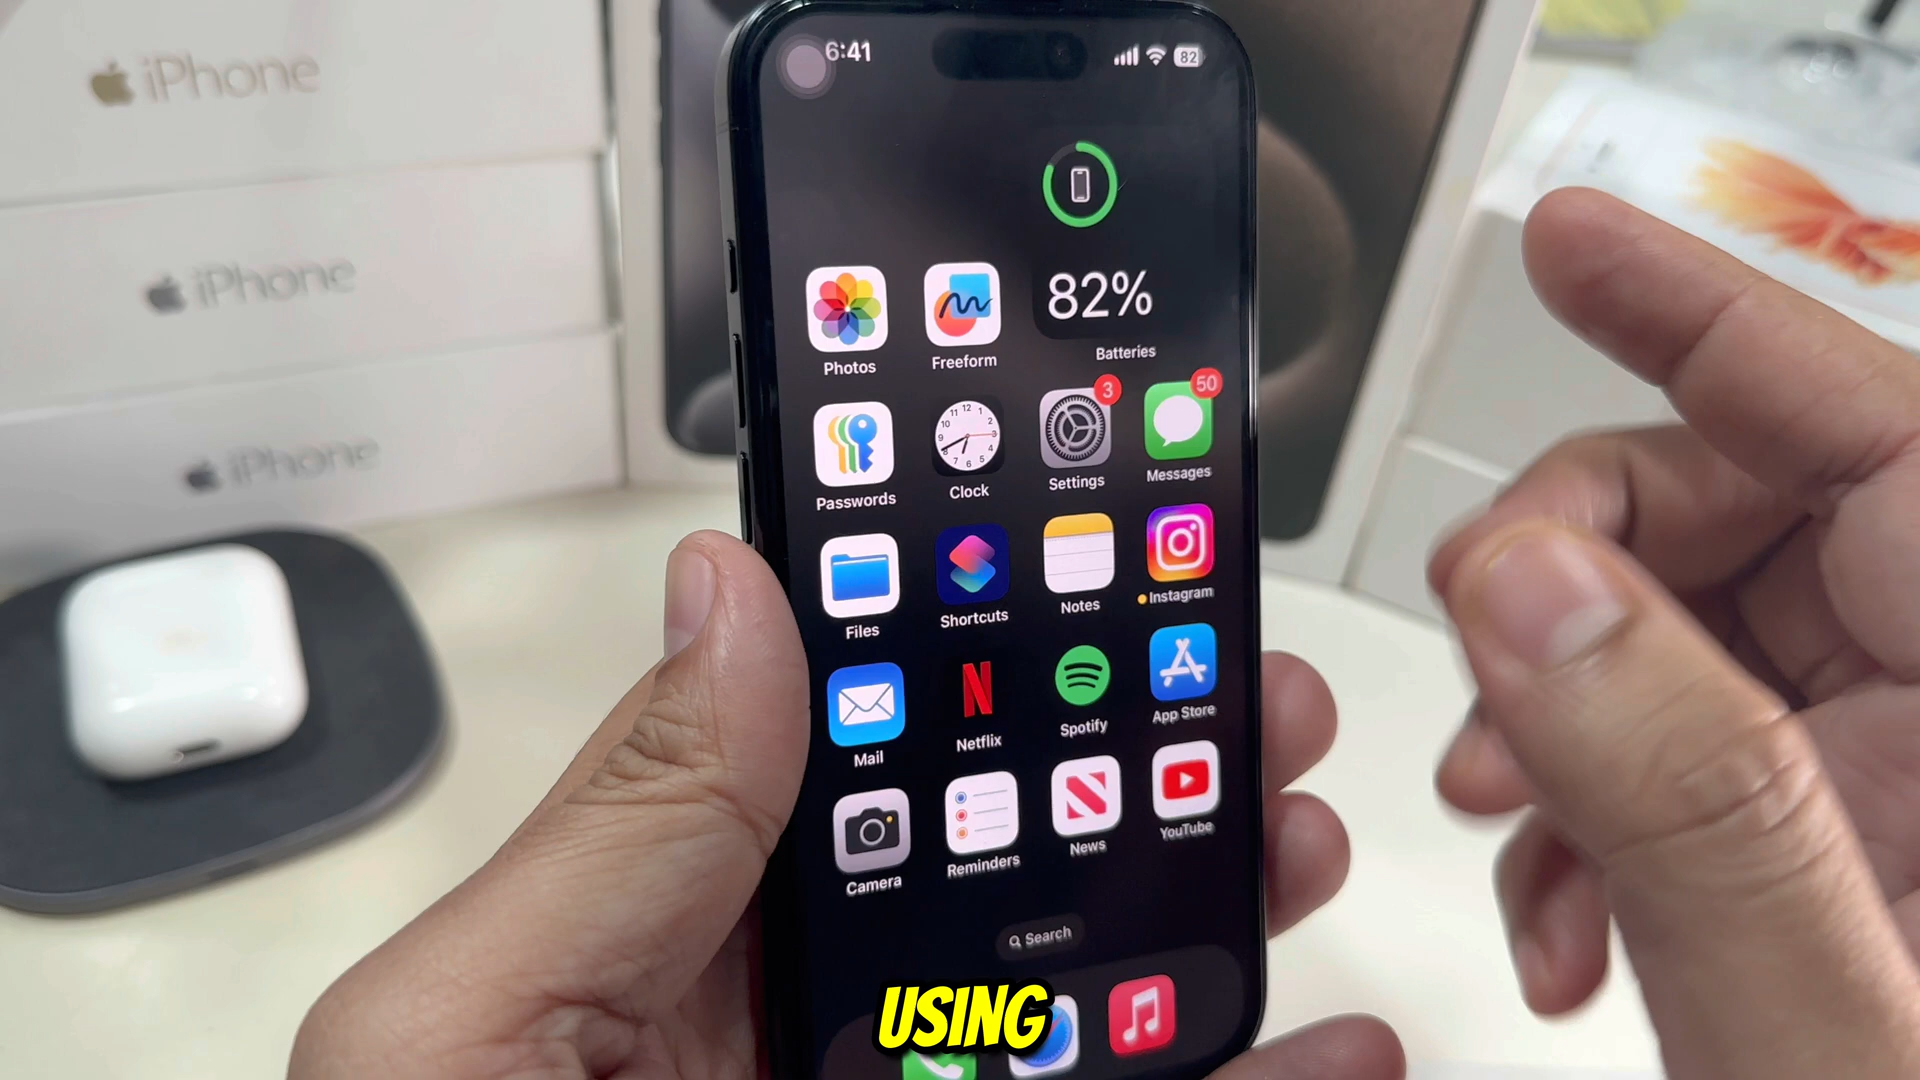 iPhone
iPhone
iPhone
6:41
82
82%
Batteries
Photos
Freeform
3
50
Passwords
Clock
Settings
Messages
Files
Shortcuts
Notes
Instagram
Mail
Netflix
Spotify
App Store
Camera
Reminders
News
YouTube
Search
USING